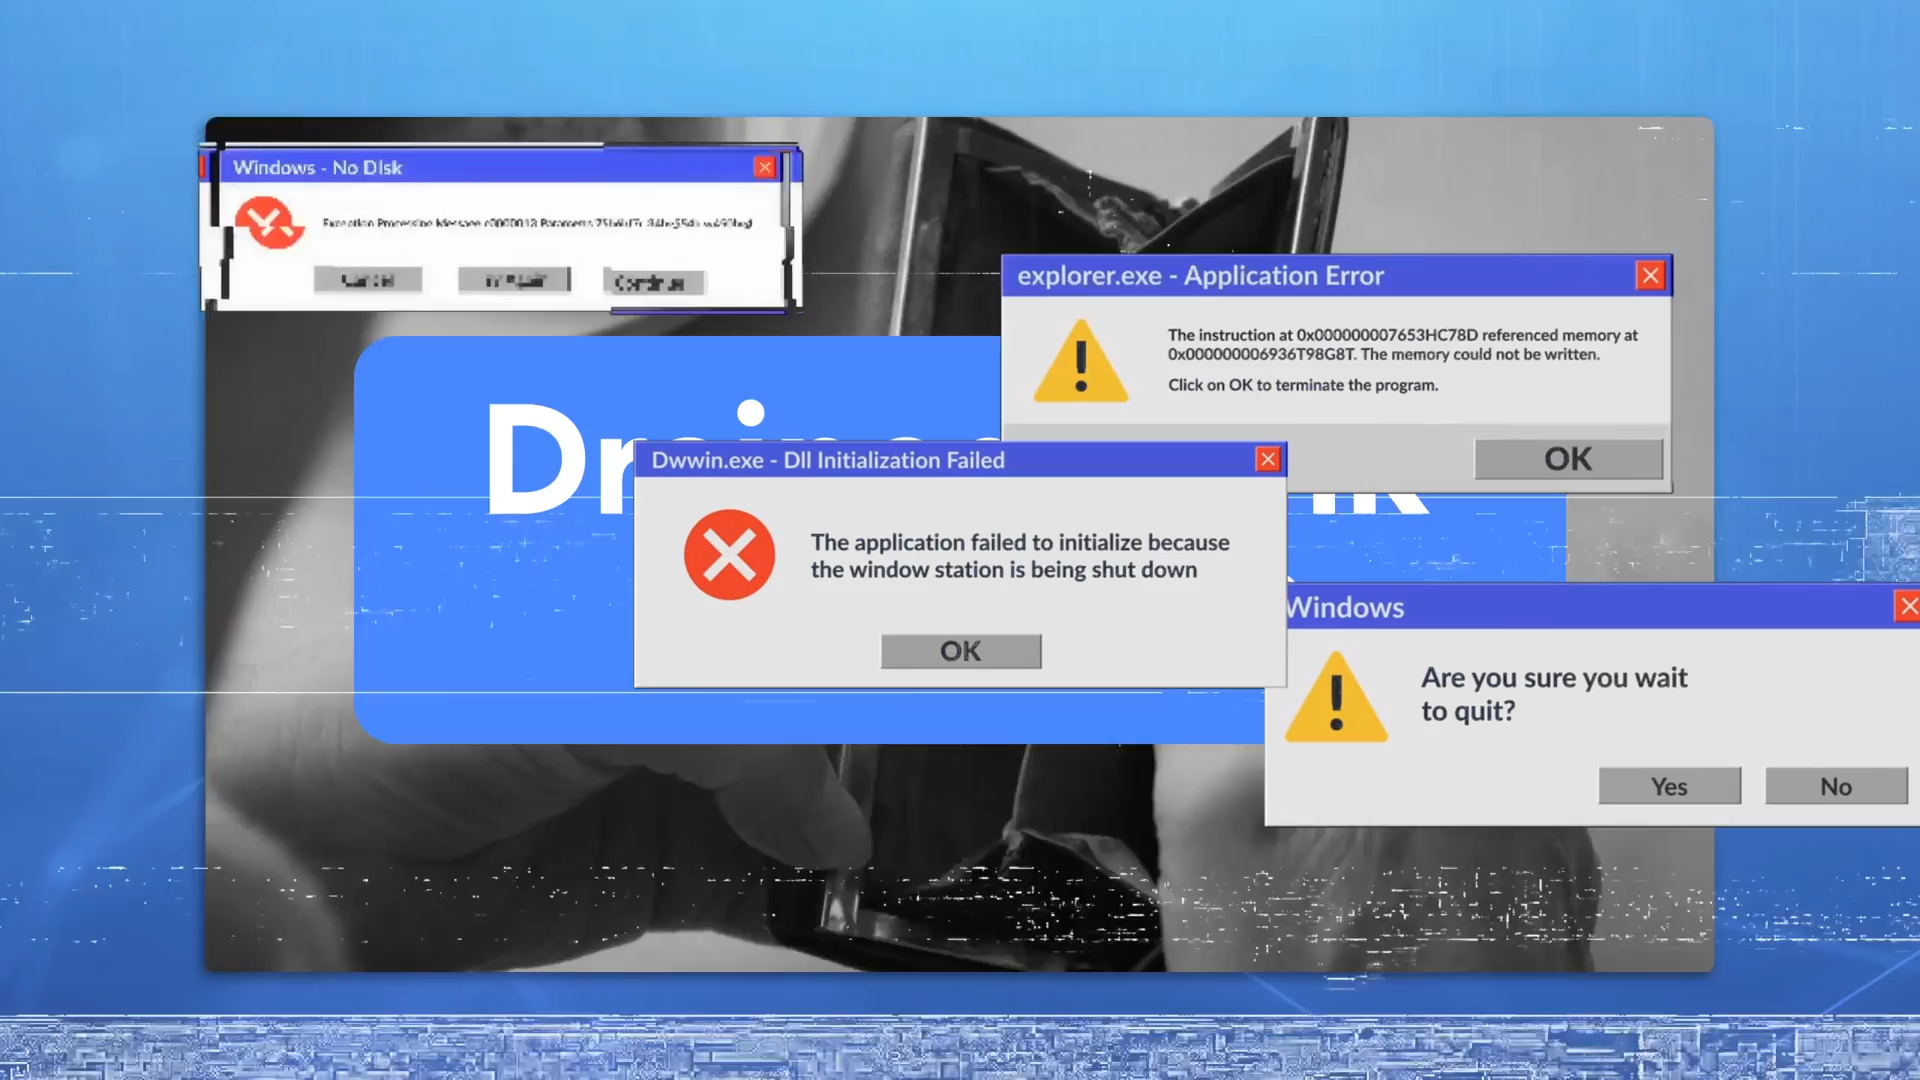 Windows - No DIsk
Continue
explorer.exe - Application Error
The instruction at 0x000000007653HC78D referenced memory at
0x000000006936T98G8T. The memory could not be written.
Click on OK to terminate the program.
OK
Dwwin.exe - Dll Initialization Failed
The application failed to initialize because
the window station is being shut down
OK
Windows
Are you sure you wait
to quit?
Yes
No